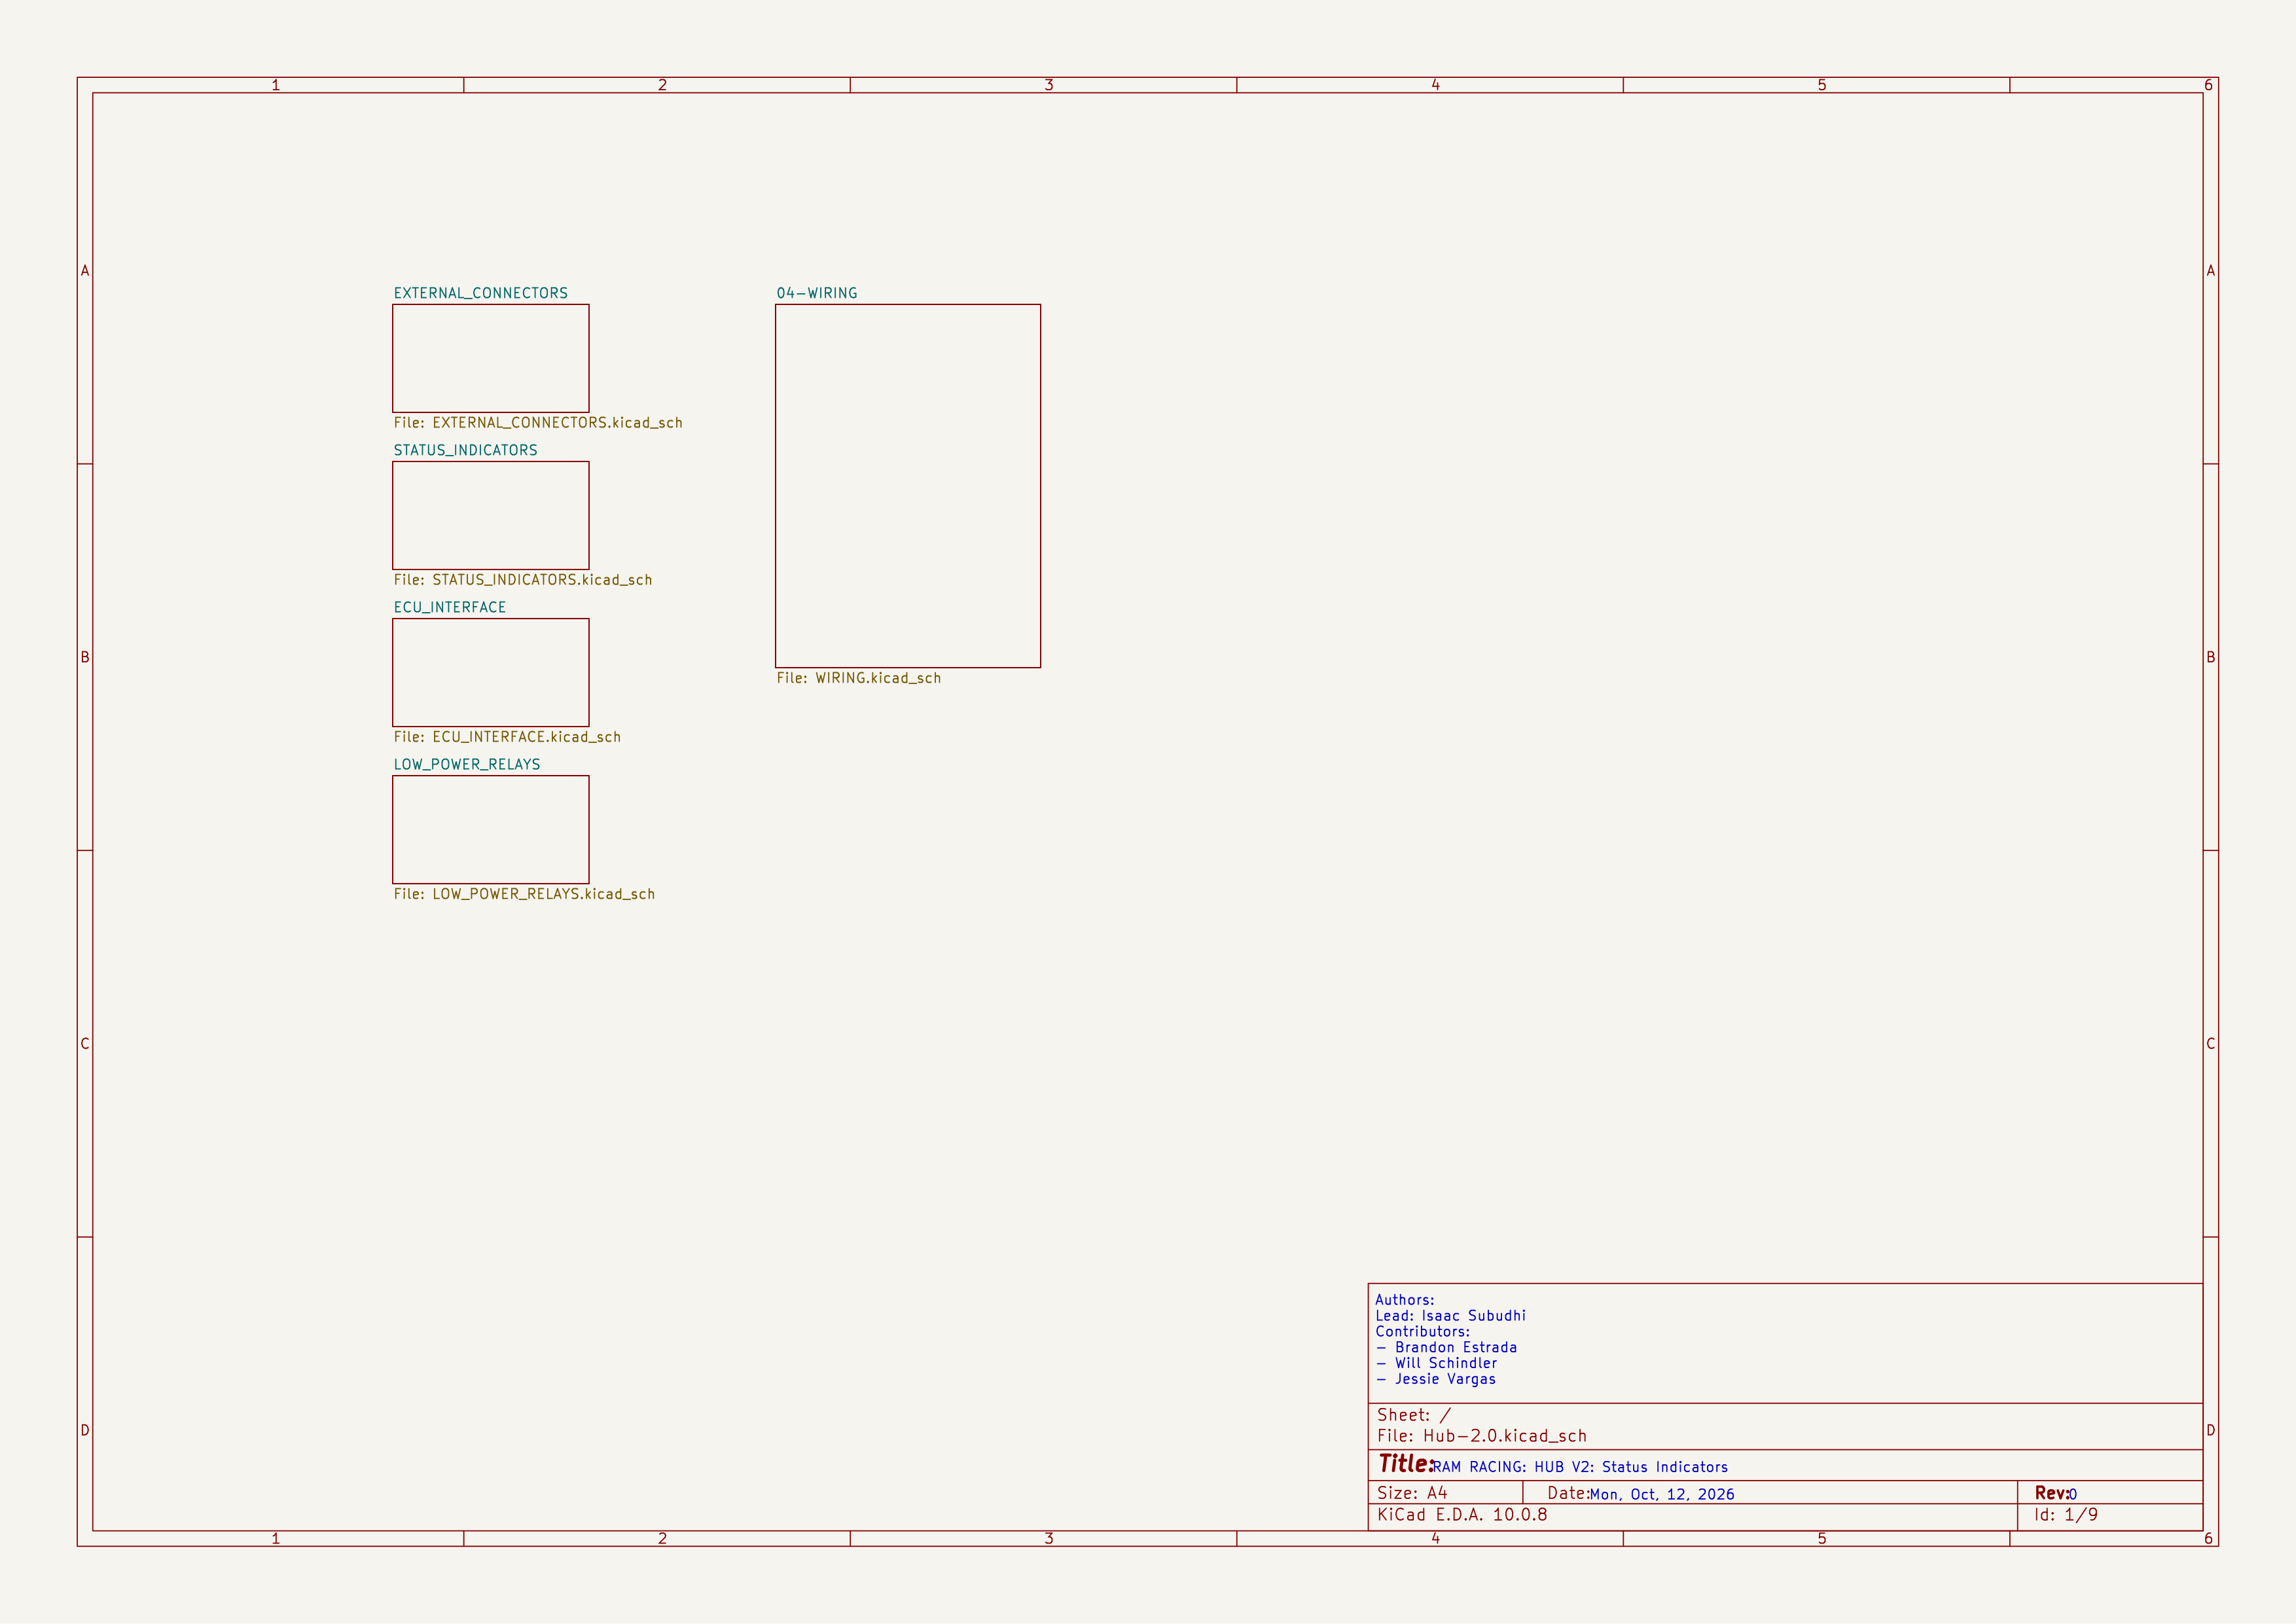 1 2 3 4 5 6
A A
EXTERNAL_CONNECTORS
File: EXTERNAL_CONNECTORS.kicad_sch
STATUS_INDICATORS
File: STATUS_INDICATORS.kicad_sch
ECU_INTERFACE
File: ECU_INTERFACE.kicad_sch
LOW_POWER_RELAYS
File: LOW_POWER_RELAYS.kicad_sch
04-WIRING
File: WIRING.kicad_sch
B B
C C
D D
Authors:
Lead: Isaac Subudhi
Contributors:
- Brandon Estrada
- Will Schindler
- Jessie Vargas
Sheet: /
File: Hub-2.0.kicad_sch
Title: RAM RACING: HUB V2: Status Indicators
Size: A4 Date: Mon, Oct, 12, 2026 Rev: 0
KiCad E.D.A. 10.0.8 Id: 1/9
1 2 3 4 5 6